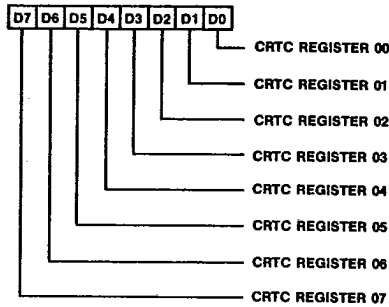 D7 D6 D5 D4 D3 D2 D1 D0
CRTC REGISTER 00
CRTC REGISTER 01
CRTC REGISTER 02
CRTC REGISTER 03
CRTC REGISTER 04
CRTC REGISTER 05
CRTC REGISTER 06
CRTC REGISTER 07